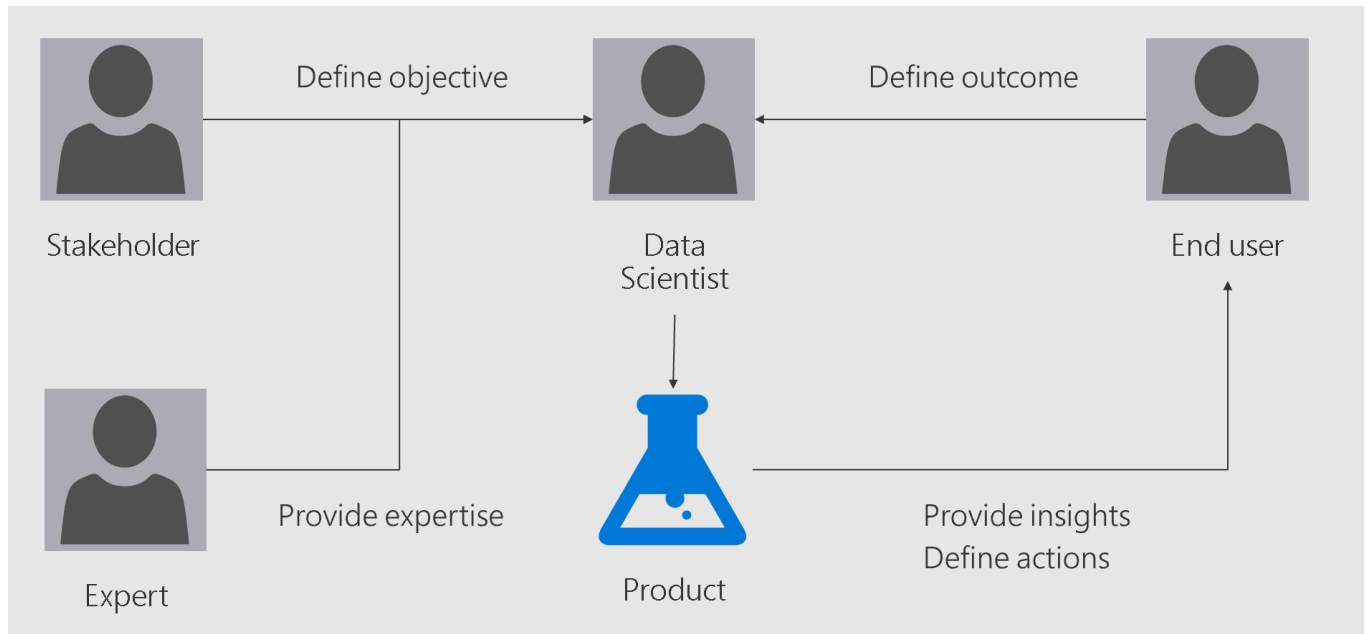 Define objective
Define outcome
Stakeholder
Data
Scientist
End user
Provide expertise
Provide insights
Define actions
Expert
Product